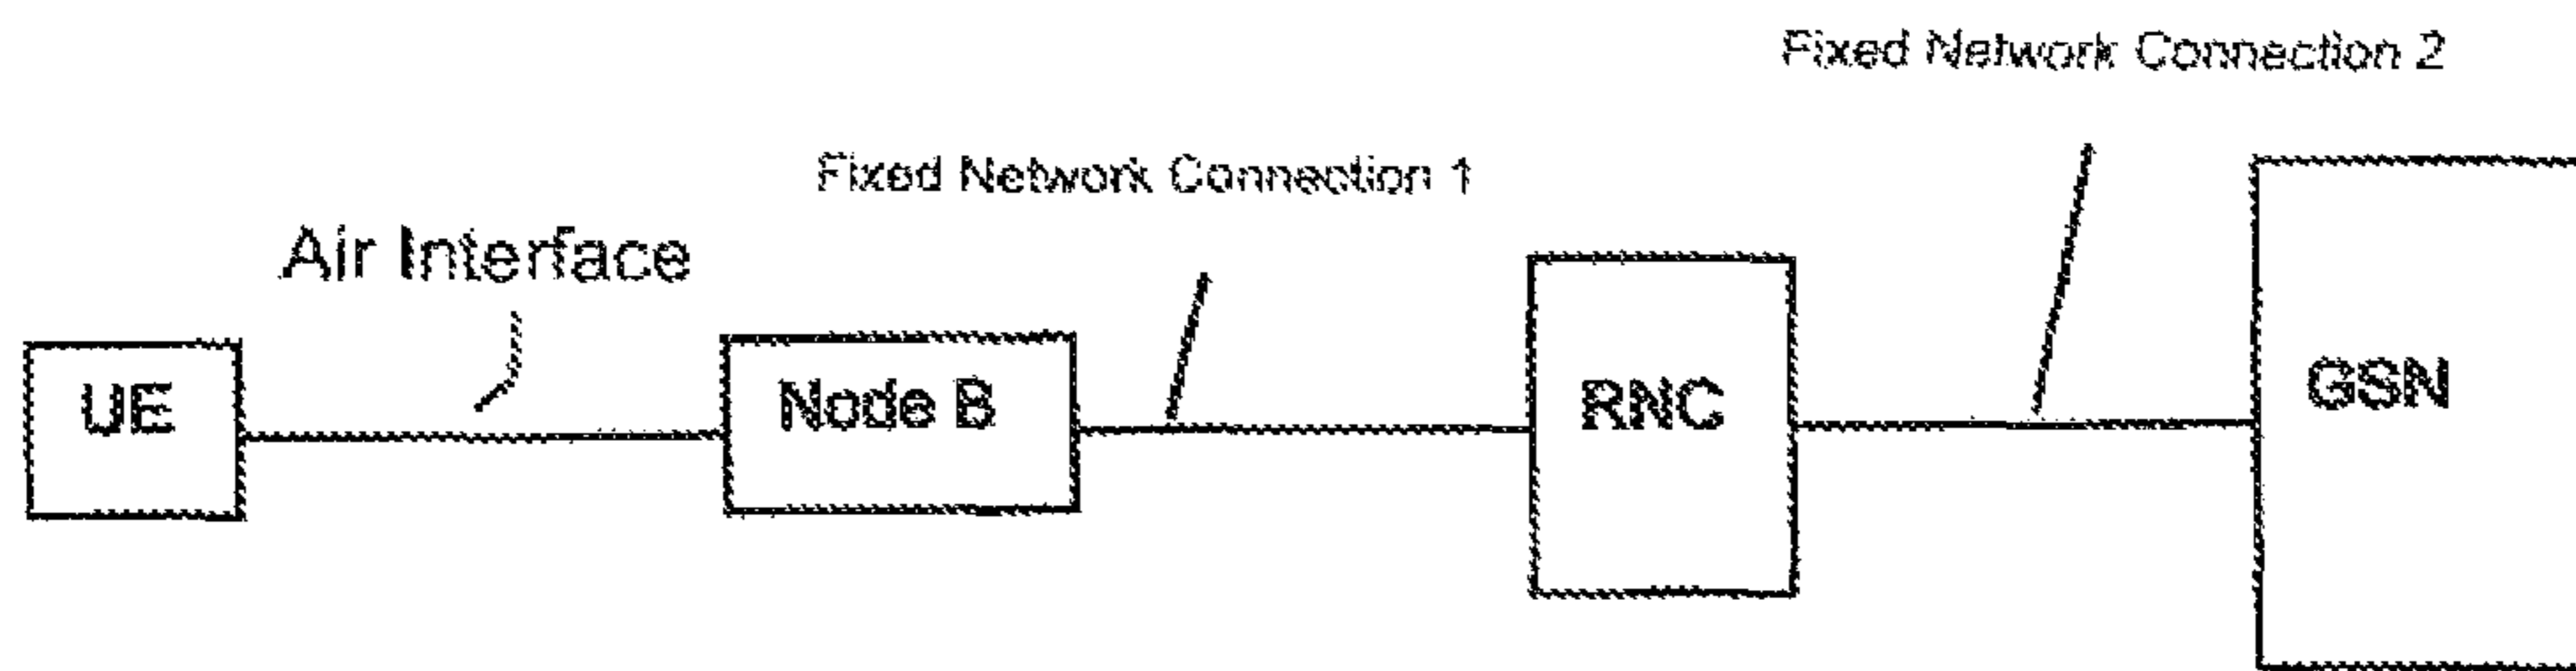 Fixed Network Connection 2
Fixed Network Connection 1
Air Interface
UE
Node B
RNC
GSN